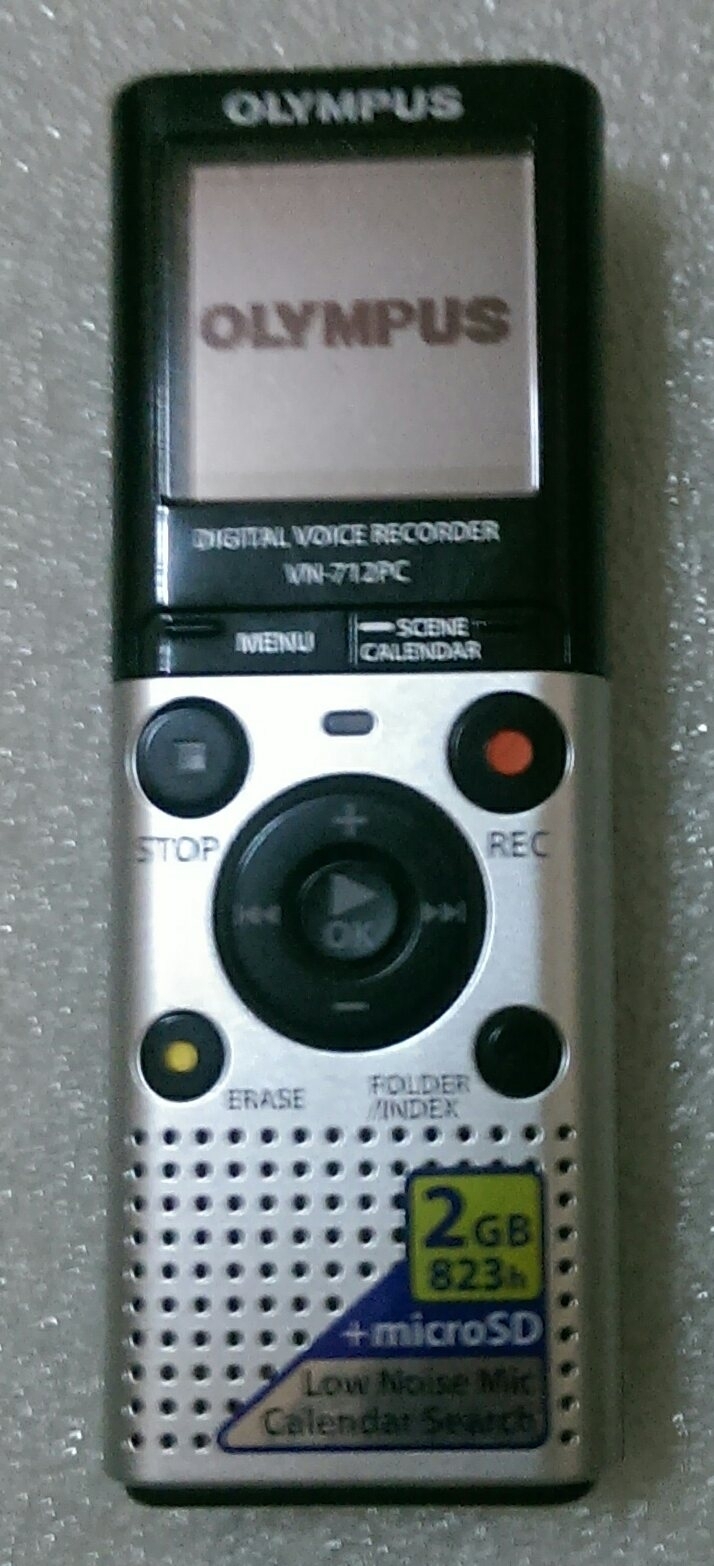 OLYMPUS
OLYMPUS
DIGITAL VOICE RECORDER
VN-712PC
MENU
SCENE
CALENDAR
STOP
REC
+
OK
−
ERASE
FOLDER
/INDEX
2GB
823h
+microSD
Low Noise Mic
Calendar Search